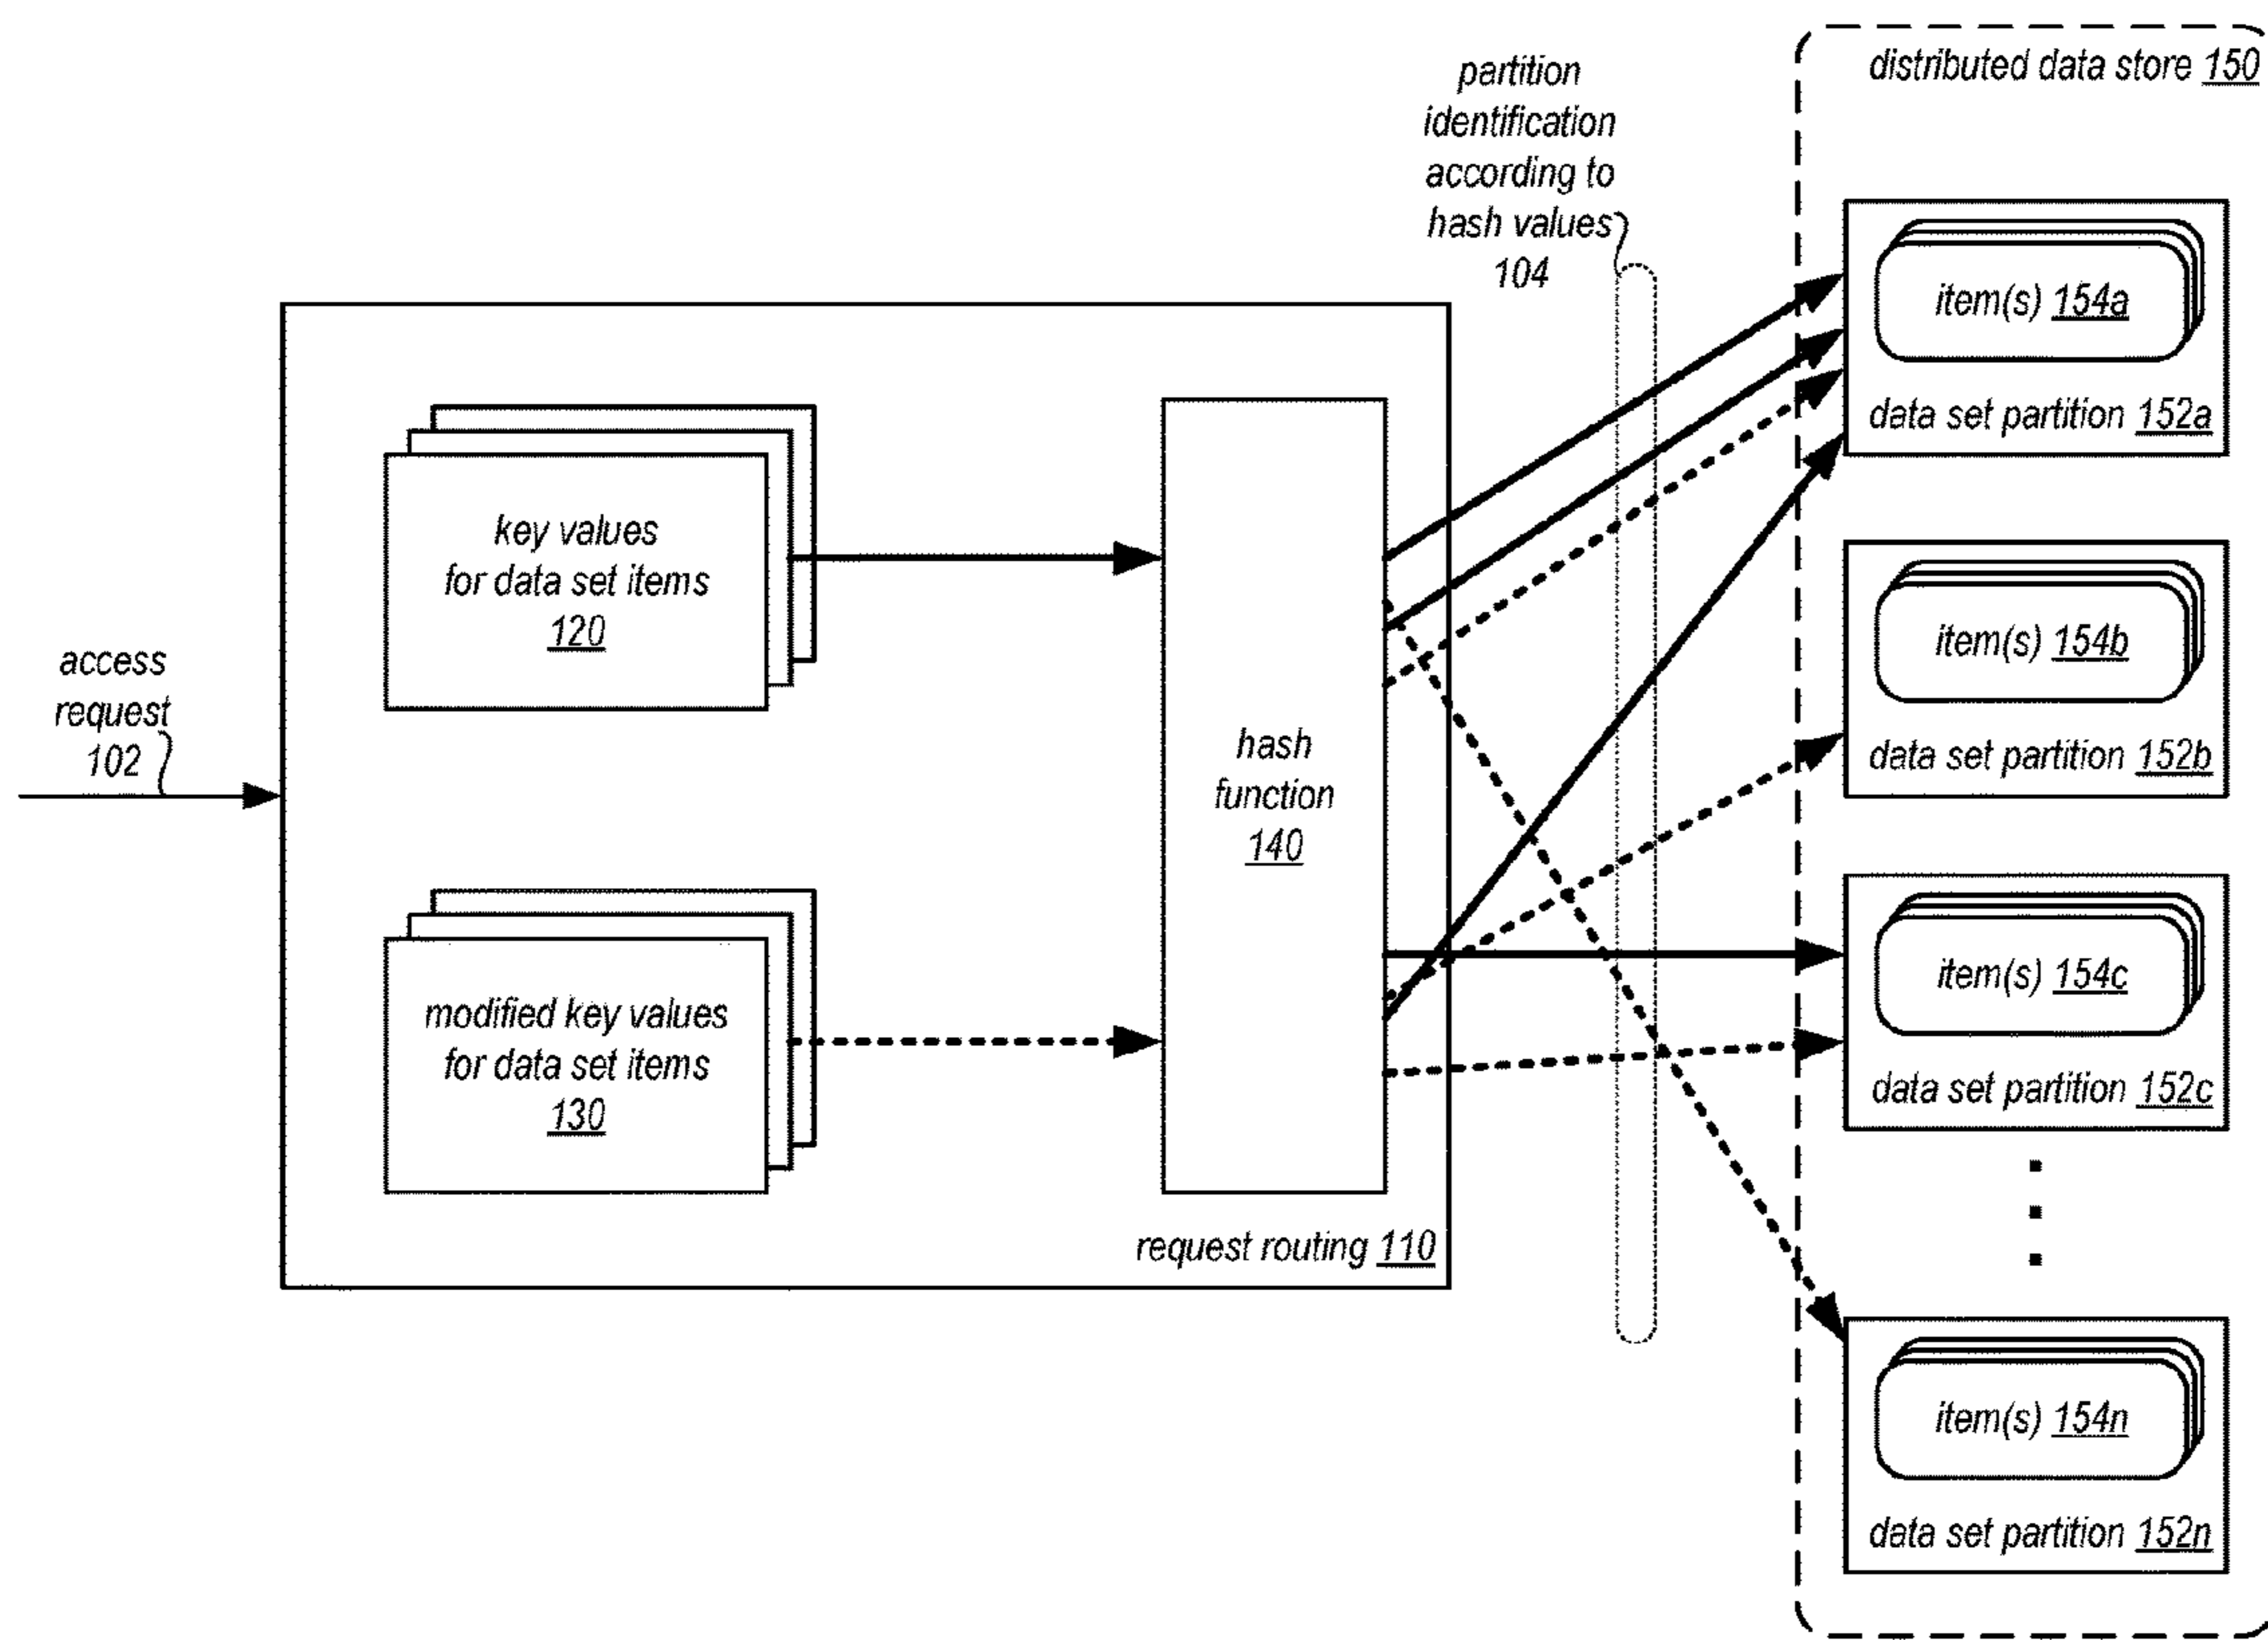 distributed data store 150
partition
identification
according to
hash values
104
item(s) 154a
data set partition 152a
key values
for data set items
120
item(s) 154b
data set partition 152b
access
request
102
hash
function
140
modified key values
for data set items
130
item(s) 154c
data set partition 152c
request routing 110
item(s) 154n
data set partition 152n